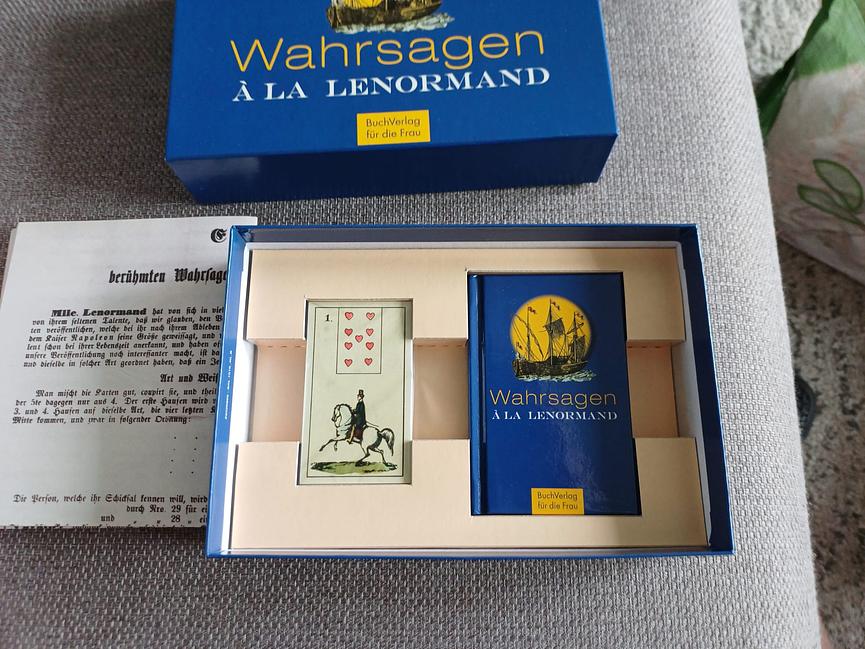 Wahrsagen
À LA LENORMAND
BuchVerlag
für die Frau
berühmten
Mlle. Lenormand hat von sich in
von ihrem seltenen Talente, daß wir glauben, den
ten veröffentlichen, welche bei ihr nach ihrem Ableben
dem Kaiser Napoleon seine Größe geweissagt, und
lent schon bei ihrer Lebenszeit anerkannt, und haben
unsere Veröffentlichung noch interessanter macht, ist da
und dieselbe in solcher Art geordnet haben, daß ein
Art und
Man mischt die Karten gut, coupirt sie, und
der 5te dagegen nur aus 4. Der erste Haufen wird
3. und 4. Haufen auf dieselbe Art, die vier letzten
Mitte kommen, und zwar in folgender Ordnung:
Die Person, welche ihr Schicksal kennen will, wird
durch Nro. 29 für
und „ „ 28 „
1.
Wahrsagen
À LA LENORMAND
BuchVerlag
für die Frau